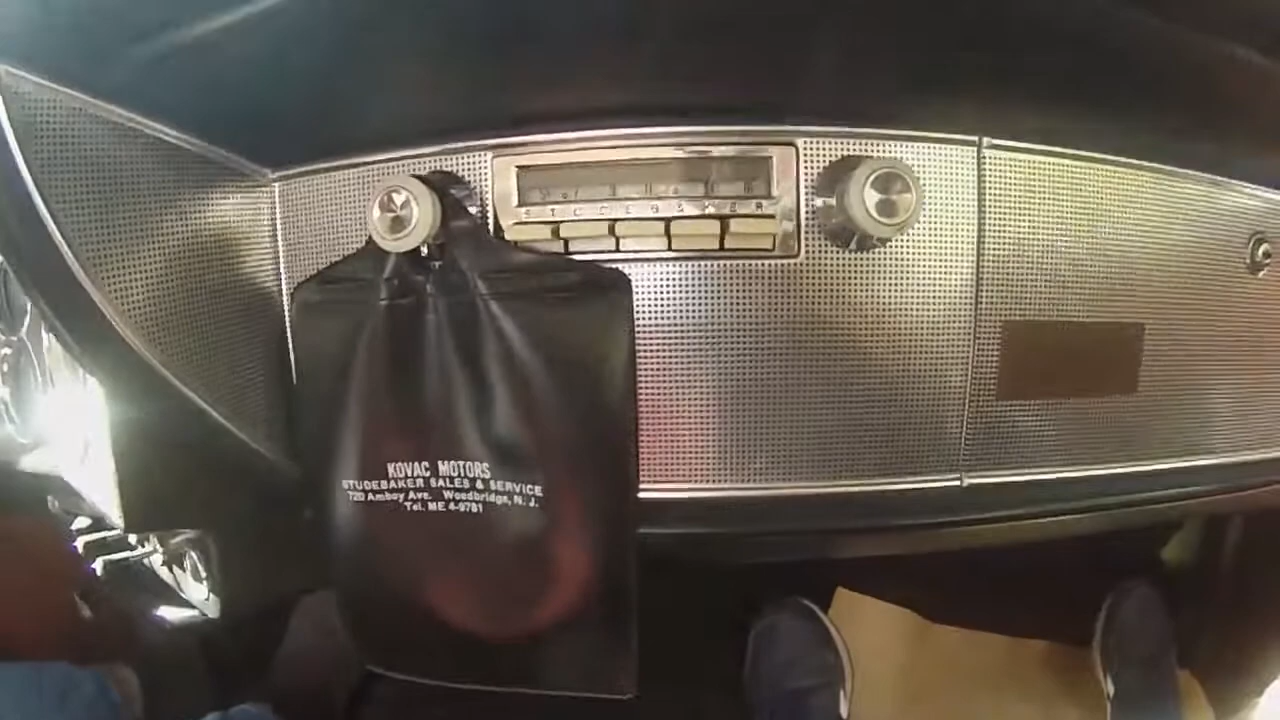 STUDEBAKER
KOVAC MOTORS
STUDEBAKER SALES & SERVICE
720 Amboy Ave. Woodbridge, N. J.
Tel. ME 4-9781